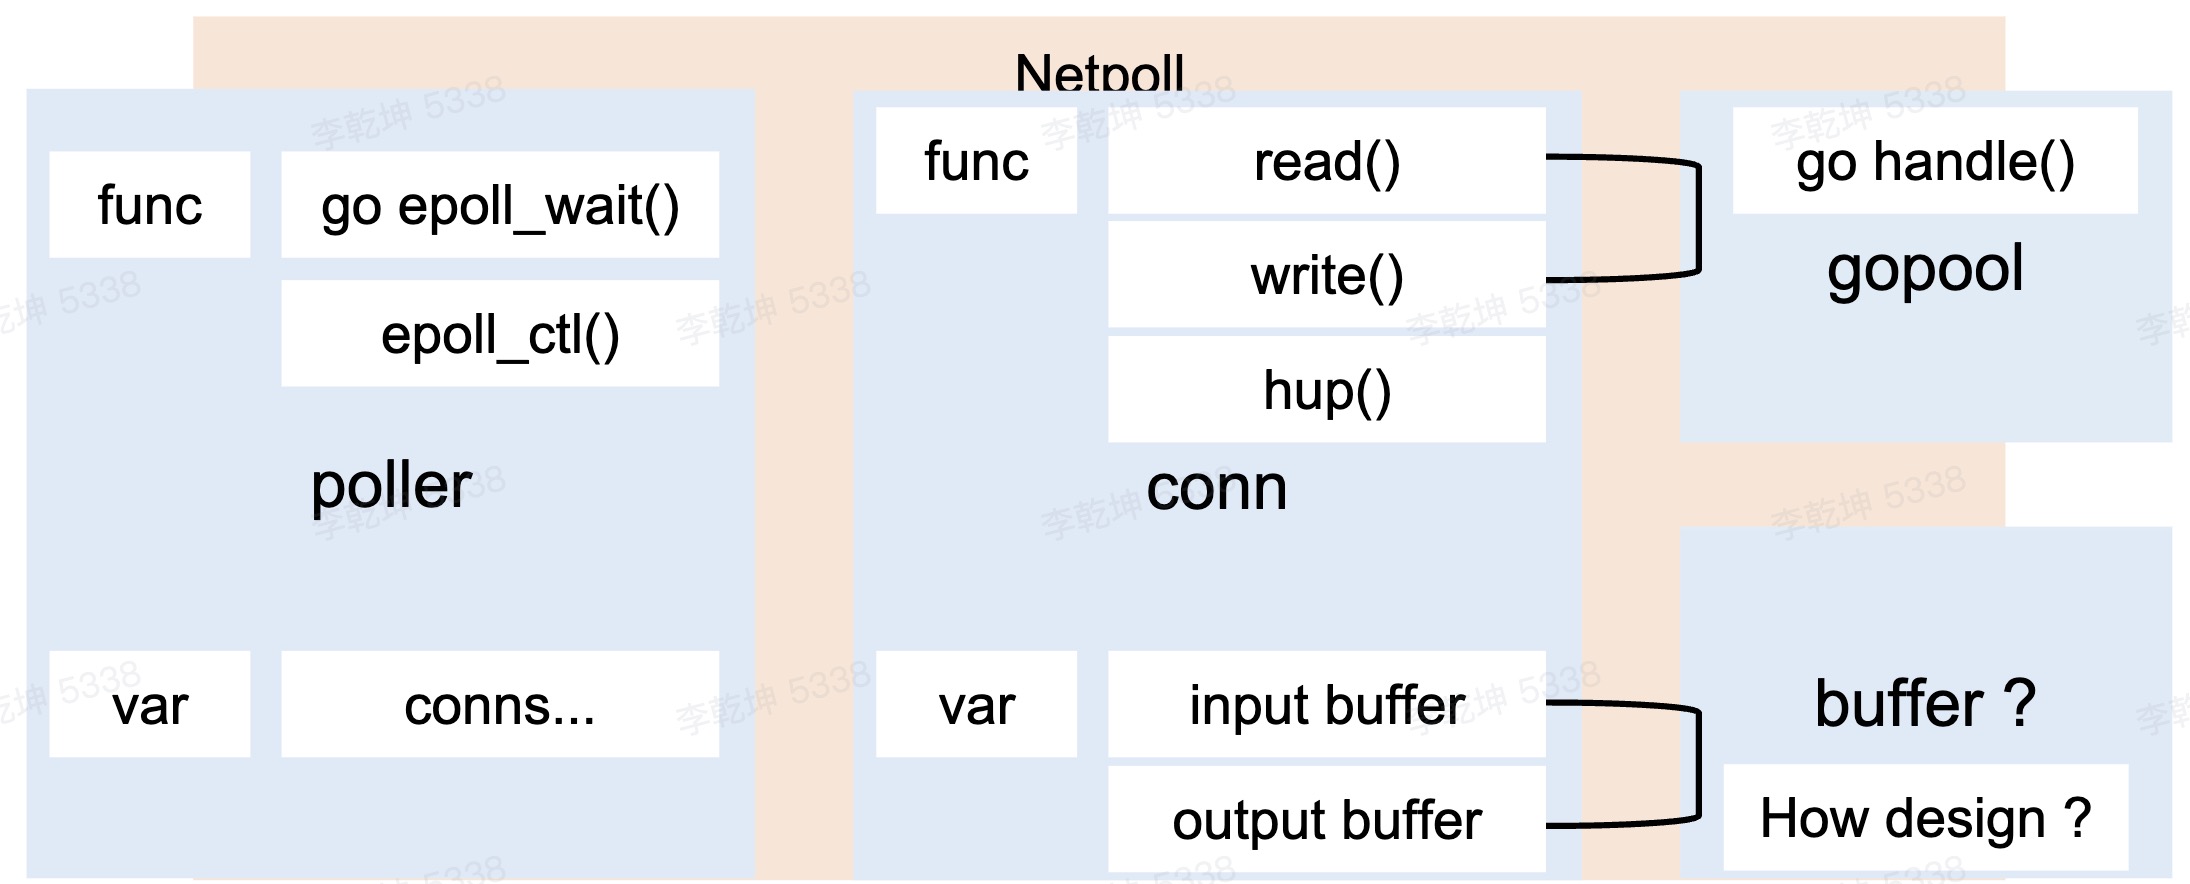 Netpoll
func
go epoll_wait()
epoll_ctl()
poller
var
conns...
func
read()
write()
hup()
conn
var
input buffer
output buffer
go handle()
gopool
buffer ?
How design ?
李乾坤 5338